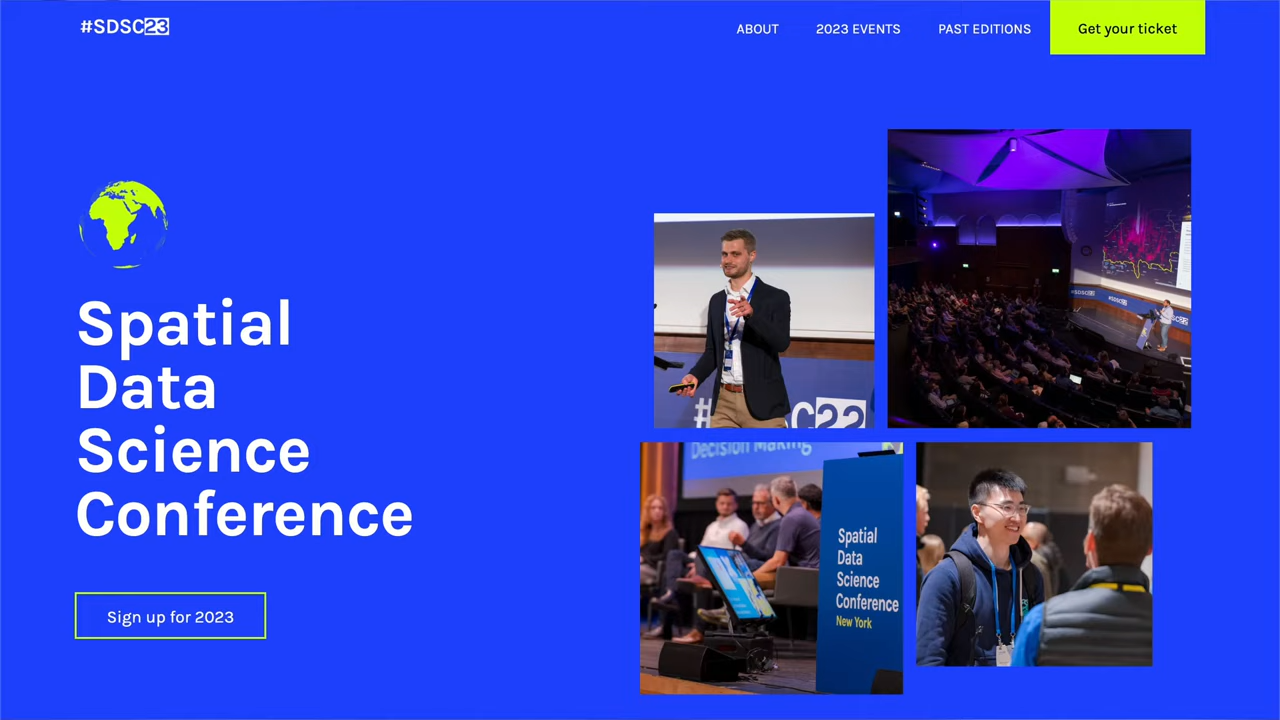 #SDSC23
ABOUT
2023 EVENTS
PAST EDITIONS
Get your ticket
Spatial
Data
Science
Conference
Sign up for 2023
#SDSC22
Decision Making
Spatial
Data
Science
Conference
New York